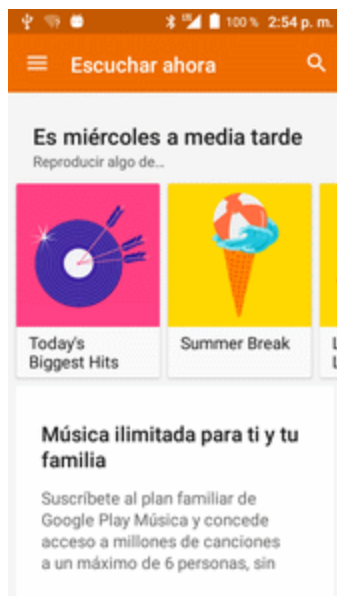 100 % 2:54 p. m.
Escuchar ahora
Es miércoles a media tarde
Reproducir algo de...
Today's
Biggest Hits
Summer Break
Música ilimitada para ti y tu
familia
Suscríbete al plan familiar de
Google Play Música y concede
acceso a millones de canciones
a un máximo de 6 personas, sin